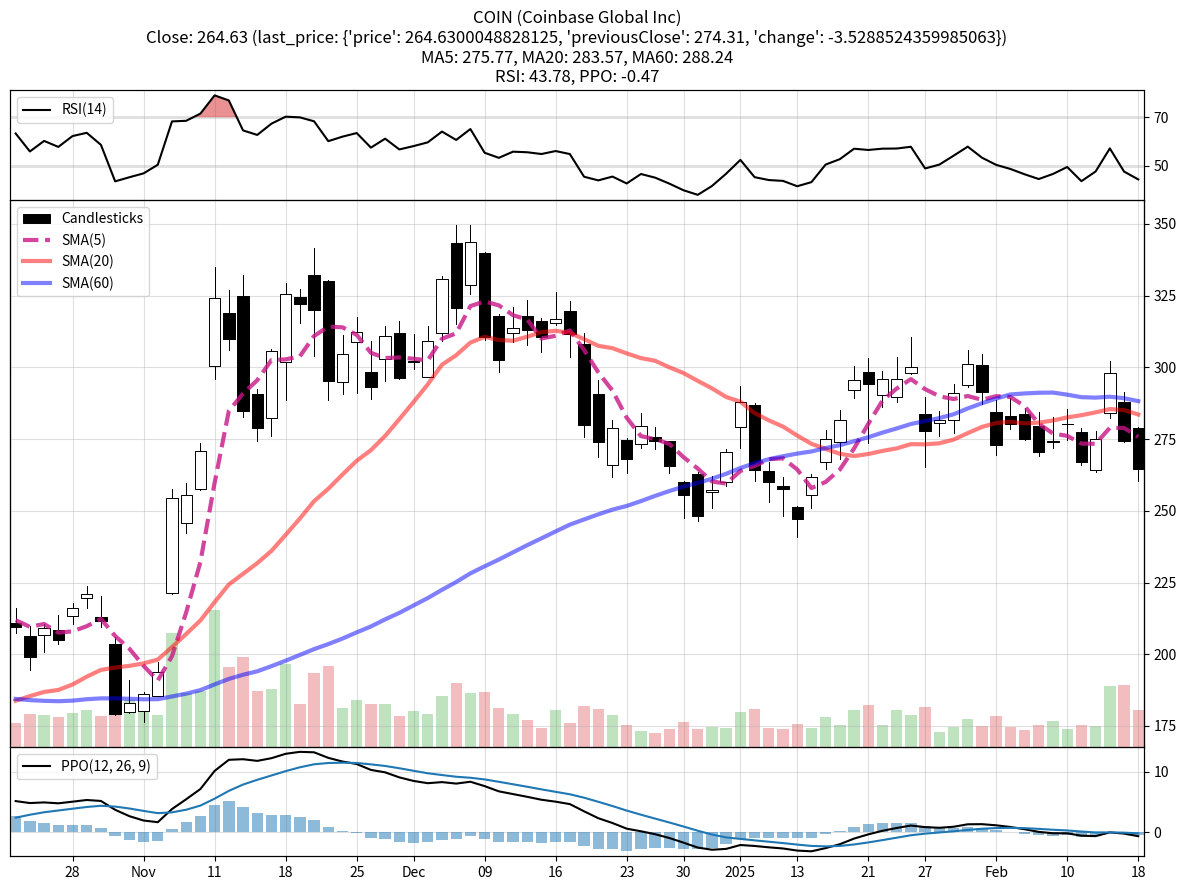 COIN (Coinbase Global Inc)
Close: 264.63 (last_price: {'price': 264.6300048828125, 'previousClose': 274.31, 'change': -3.5288524359985063})
MA5: 275.77, MA20: 283.57, MA60: 288.24
RSI: 43.78, PPO: -0.47
RSI(14)
70
50
Candlesticks
SMA(5)
SMA(20)
SMA(60)
350
325
300
275
250
225
200
175
PPO(12, 26, 9)
10
0
28 Nov 11 18 25 Dec 09 16 23 30 2025 13 21 27 Feb 10 18